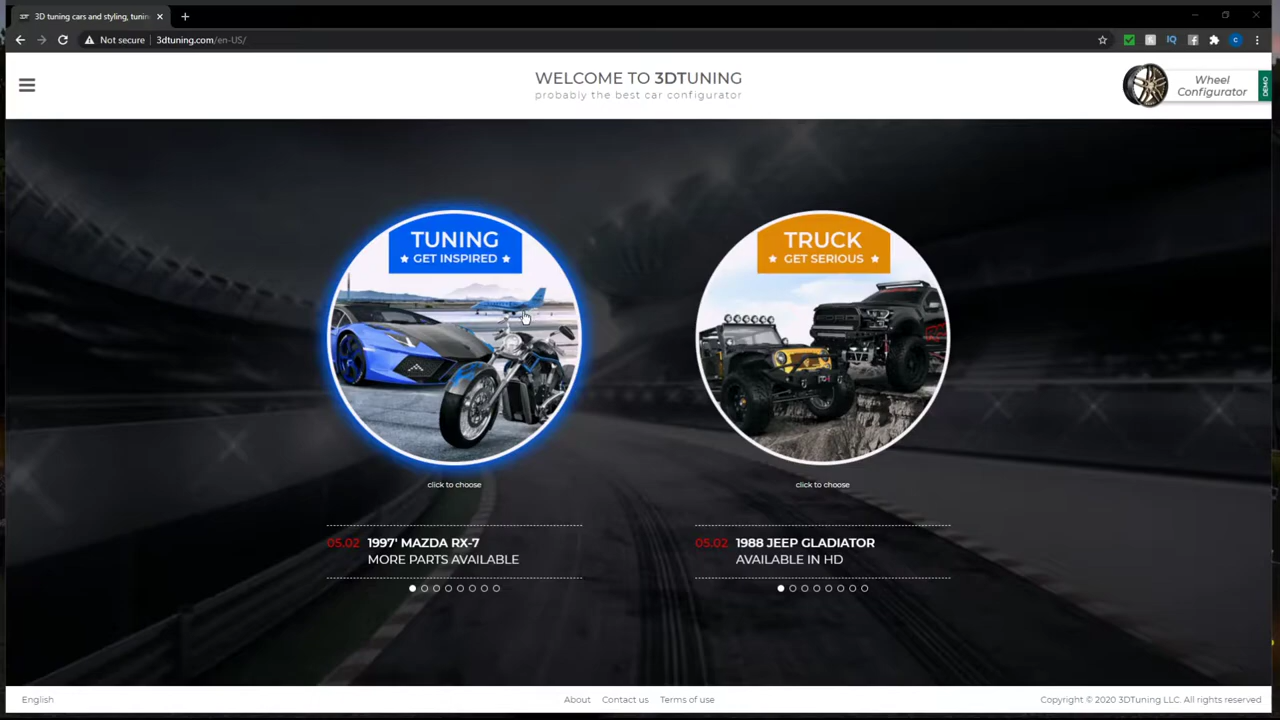 3D tuning cars and styling, tunin
Not secure
3dtuning.com/en-US/
WELCOME TO 3DTUNING
probably the best car configurator
Wheel
Configurator
DEMO
TUNING
GET INSPIRED
click to choose
05.02 1997' MAZDA RX-7
MORE PARTS AVAILABLE
TRUCK
GET SERIOUS
click to choose
05.02 1988 JEEP GLADIATOR
AVAILABLE IN HD
English
About
Contact us
Terms of use
Copyright © 2020 3DTuning LLC. All rights reserved